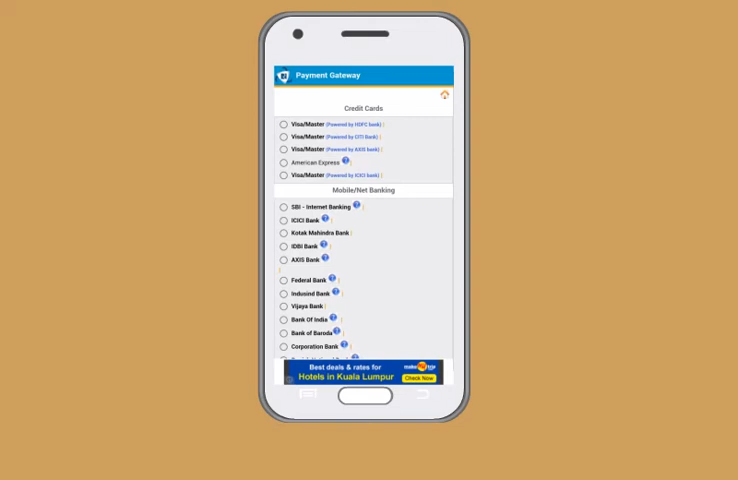 Payment Gateway
Credit Cards
Visa/Master (Powered by HDFC bank) |
Visa/Master (Powered by CITI Bank) |
Visa/Master (Powered by AXIS bank) |
American Express ? |
Visa/Master (Powered by ICICI bank) |
Mobile/Net Banking
SBI - Internet Banking ? |
ICICI Bank ? |
Kotak Mahindra Bank |
IDBI Bank ? |
AXIS Bank ?
|
Federal Bank ? |
Indusind Bank ? |
Vijaya Bank |
Bank Of India ? |
Bank of Baroda ? |
Corporation Bank ? |
Best deals & rates for
Hotels in Kuala Lumpur
make my trip
Check Now